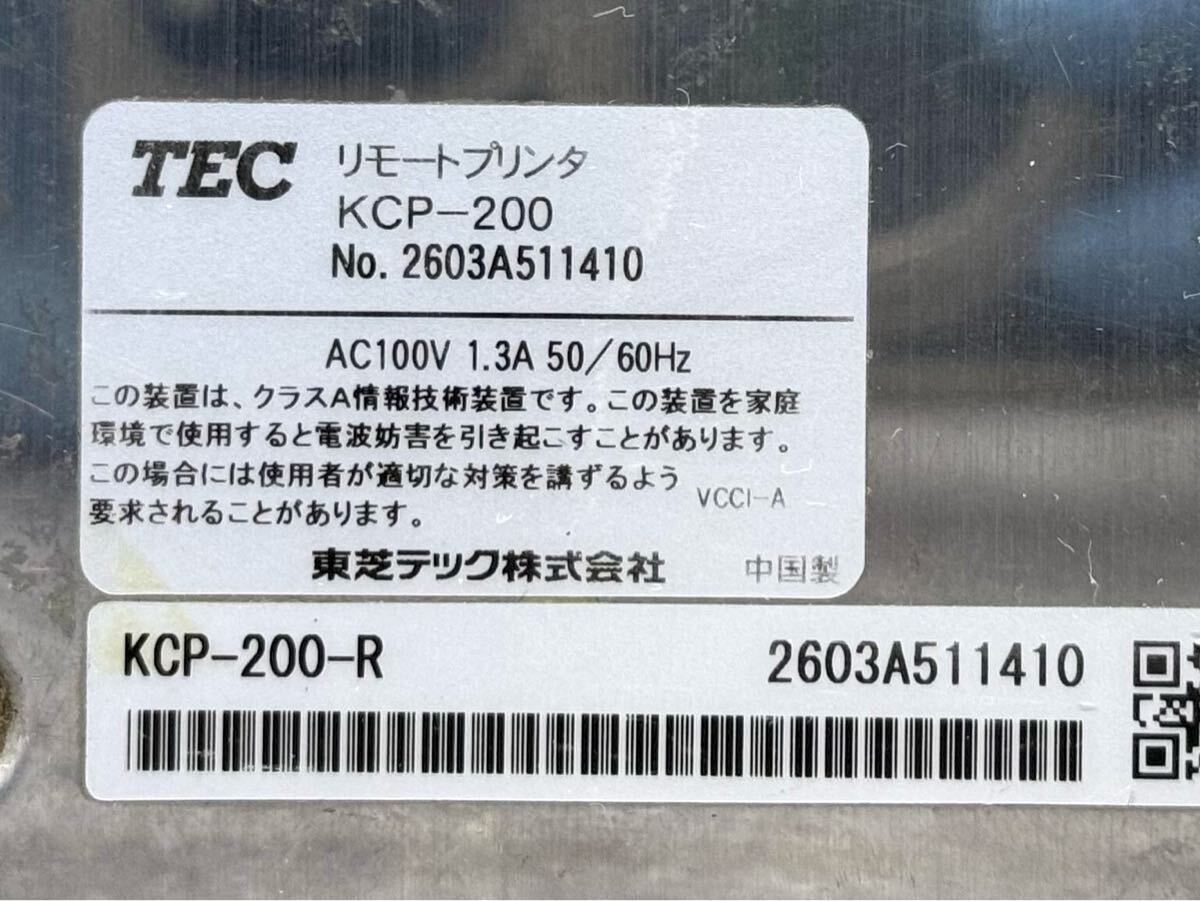 TEC リモートプリンタ
KCP-200
No. 2603A511410
AC100V 1.3A 50/60Hz
この装置は、クラスA情報技術装置です。この装置を家庭
環境で使用すると電波妨害を引き起こすことがあります。
この場合には使用者が適切な対策を講ずるよう
要求されることがあります。
VCCI-A
東芝テック株式会社 中国製
KCP-200-R 2603A511410